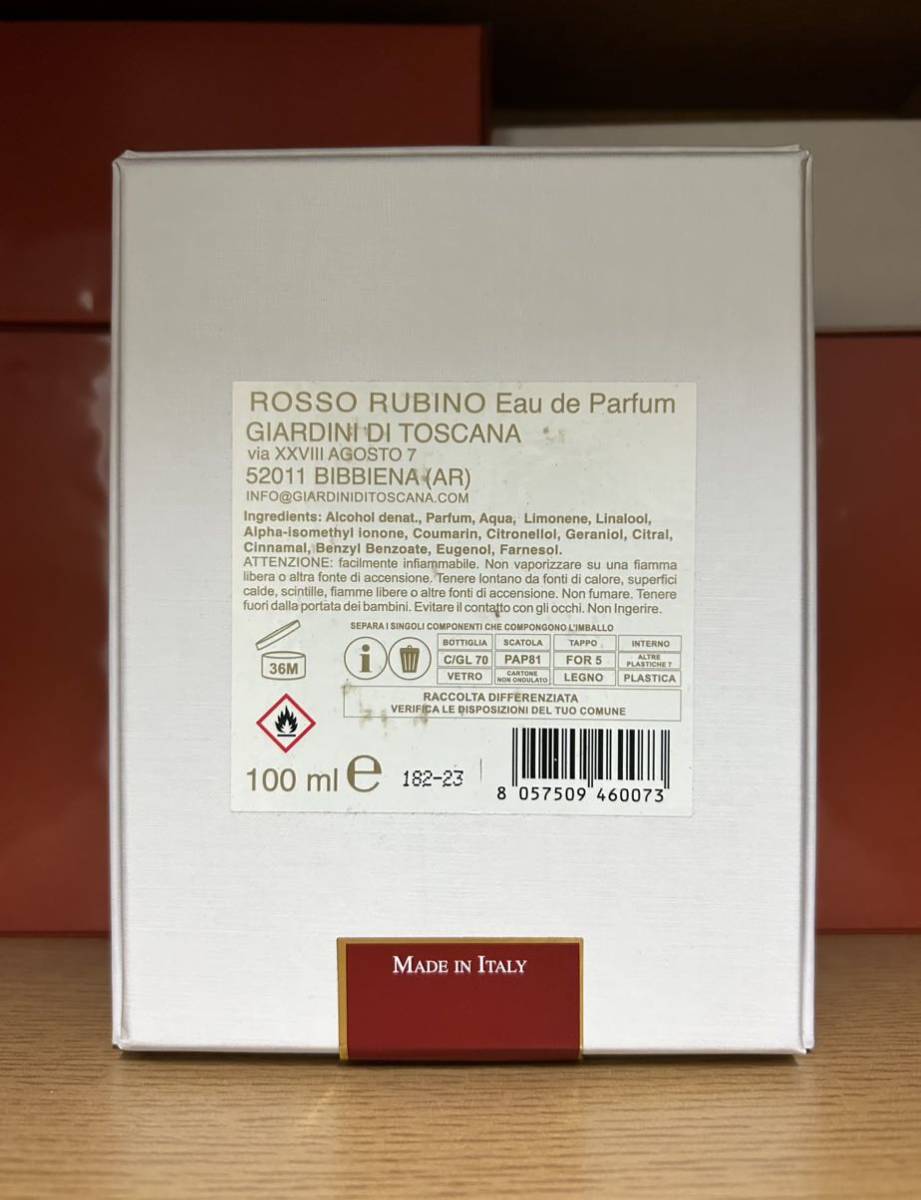 ROSSO RUBINO Eau de Parfum
GIARDINI DI TOSCANA
via XXVIII AGOSTO 7
52011 BIBBIENA (AR)
INFO@GIARDINIDITOSCANA.COM
Ingredients: Alcohol denat., Parfum, Aqua, Limonene, Linalool,
Alpha-isomethyl ionone, Coumarin, Citronellol, Geraniol, Citral,
Cinnamal, Benzyl Benzoate, Eugenol, Farnesol.
ATTENZIONE: facilmente infiammabile. Non vaporizzare su una fiamma
libera o altra fonte di accensione. Tenere lontano da fonti di calore, superfici
calde, scintille, fiamme libere o altre fonti di accensione. Non fumare. Tenere
fuori dalla portata dei bambini. Evitare il contatto con gli occhi. Non Ingerire.
SEPARA I SINGOLI COMPONENTI CHE COMPONGONO L'IMBALLO
BOTTIGLIA SCATOLA TAPPO INTERNO
C/GL 70 PAP81 FOR 5 ALTRE PLASTICHE 7
VETRO CARTONE NON ONDULATO LEGNO PLASTICA
36M
RACCOLTA DIFFERENZIATA
VERIFICA LE DISPOSIZIONI DEL TUO COMUNE
100 ml e 182-23
8 057509 460073
MADE IN ITALY